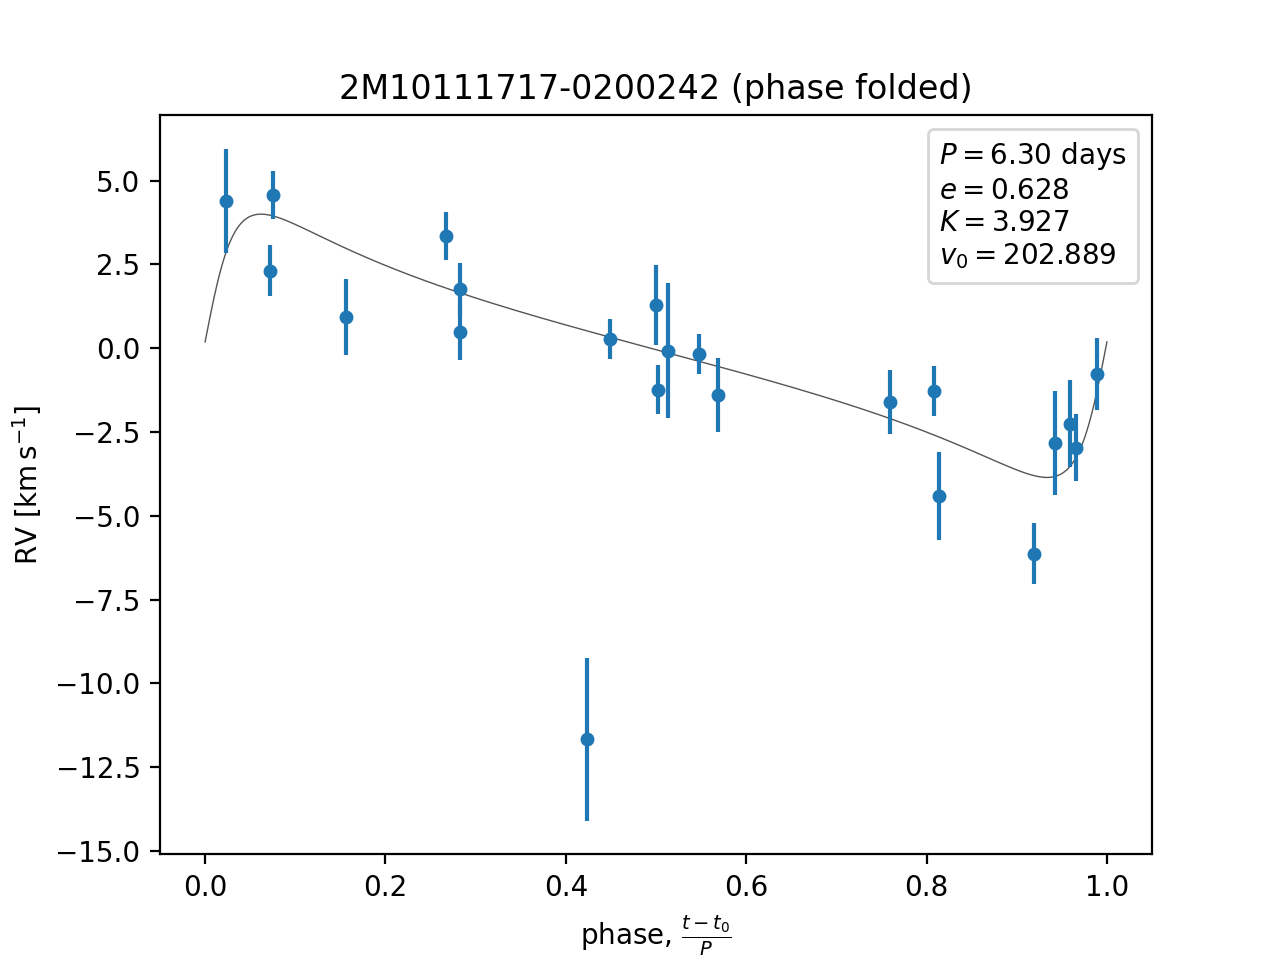 2M10111717-0200242 (phase folded)
P = 6.30 days
e = 0.628
K = 3.927
v₀ = 202.889
RV [km s⁻¹]
5.0
2.5
0.0
−2.5
−5.0
−7.5
−10.0
−12.5
−15.0
0.0 0.2 0.4 0.6 0.8 1.0
phase, (t − t₀)/P